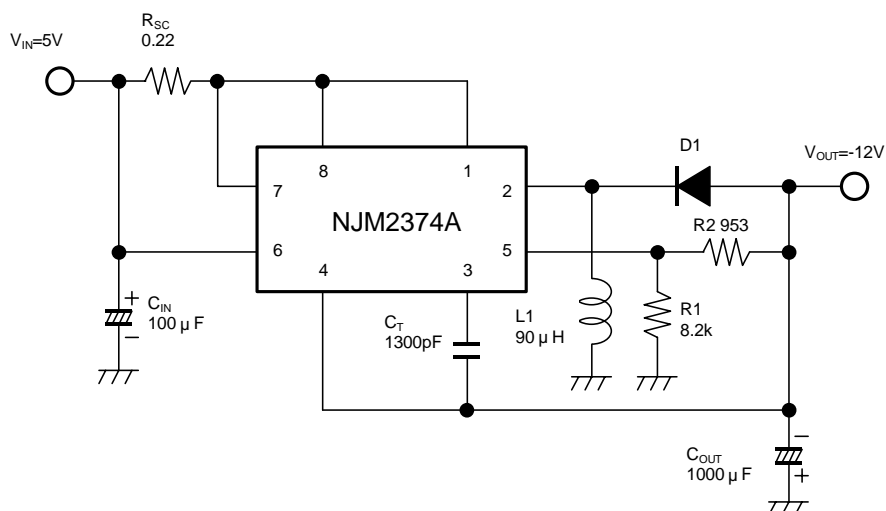 V_IN=5V
R_SC
0.22
8
1
7
2
D1
V_OUT=-12V
NJM2374A
6
5
R2 953
4
3
+
C_IN
100 µ F
−
C_T
1300pF
L1
90 µ H
R1
8.2k
−
C_OUT
1000 µ F
+